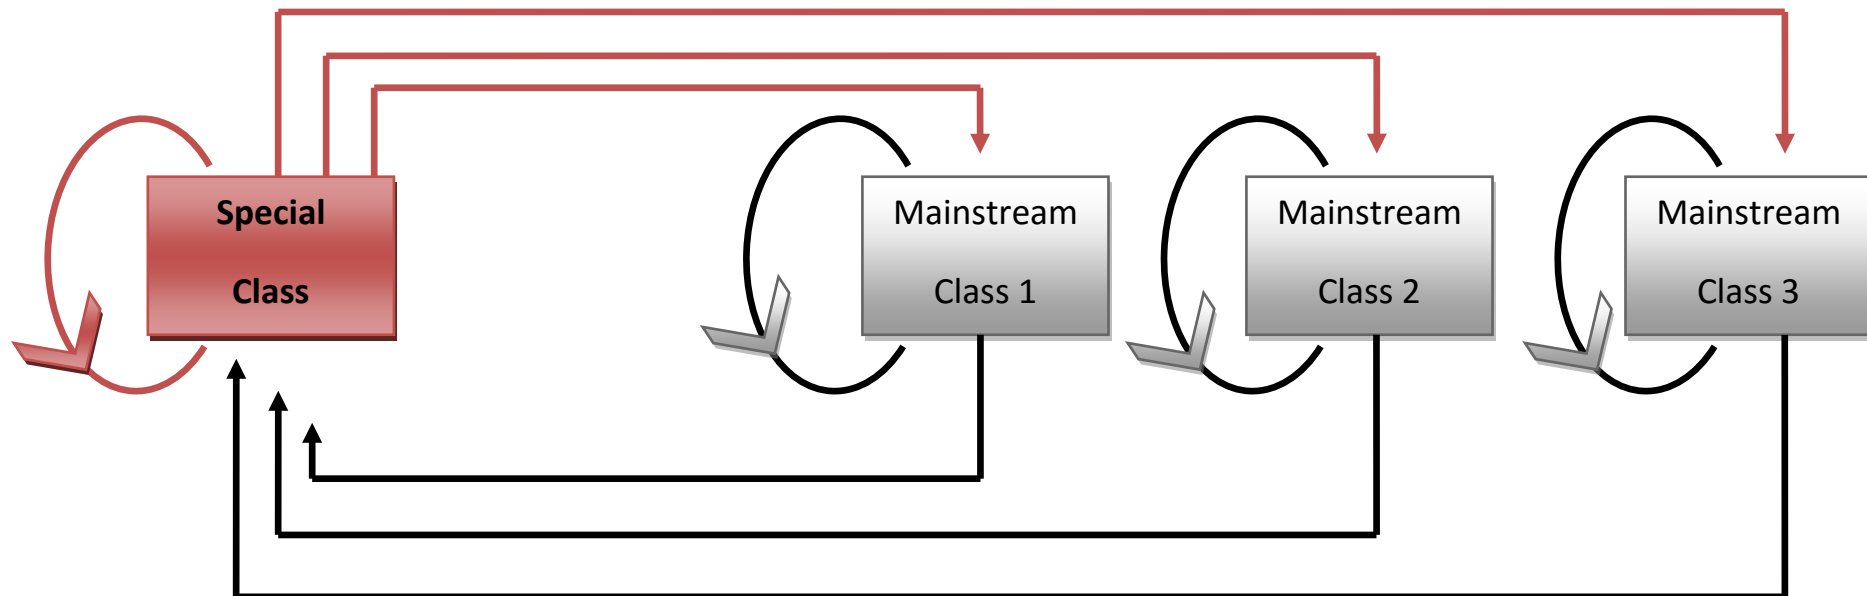 Special
Class
Mainstream
Class 1
Mainstream
Class 2
Mainstream
Class 3